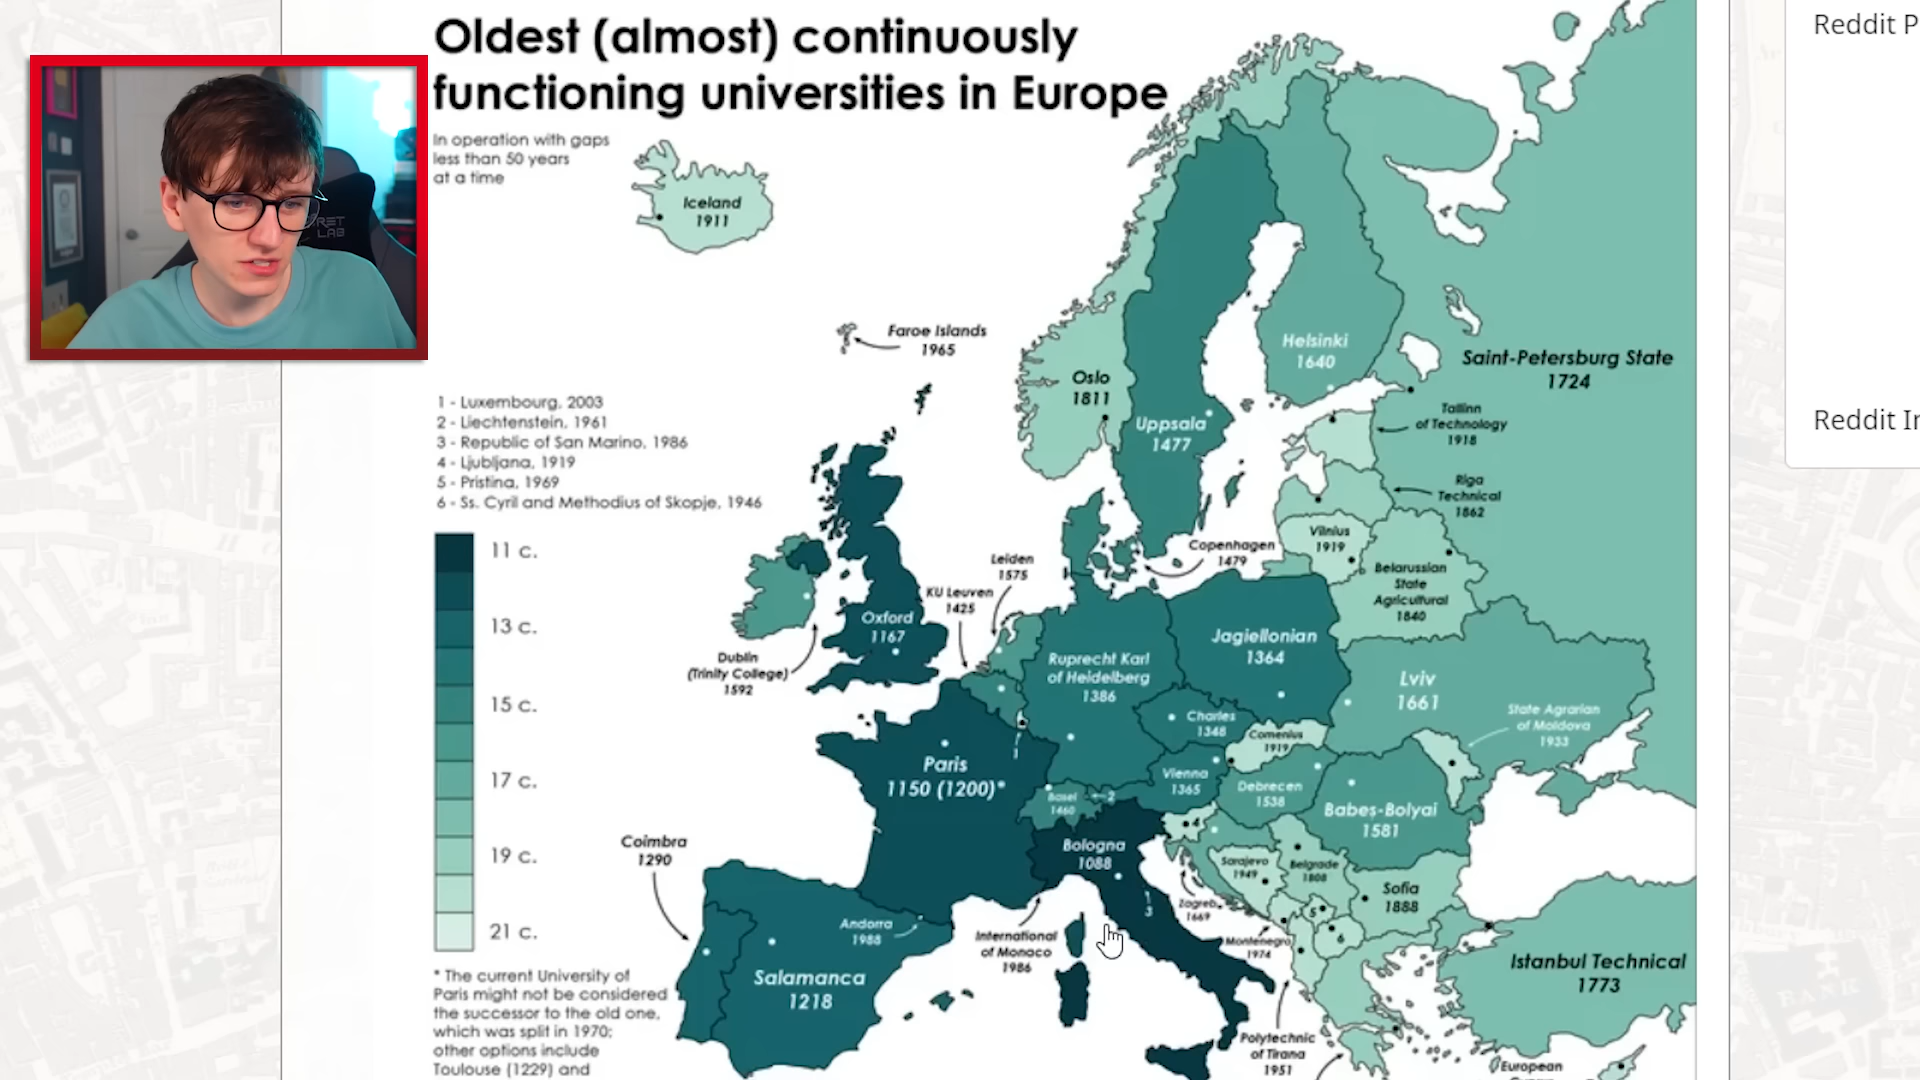 Oldest (almost) continuously
functioning universities in Europe
In operation with gaps
less than 50 years
at a time
Reddit P
Reddit
RET
LAB
Iceland
1911
Faroe Islands
1965
1 - Luxembourg, 2003
2 - Liechtenstein, 1961
3 - Republic of San Marino, 1986
4 - Ljubljana, 1919
5 - Pristina, 1969
6 - Ss. Cyril and Methodius of Skopje, 1946
11 c.
13 c.
15 c.
17 c.
19 c.
21 c.
* The current University of
Paris might not be considered
the successor to the old one,
which was split in 1970;
other options include
Toulouse (1229) and
Oslo
1811
Uppsala
1477
Helsinki
1640
Saint-Petersburg State
1724
Tallinn
of Technology
1918
Riga
Technical
1862
Vilnius
1919
Belarussian
State
Agricultural
1840
Copenhagen
1479
Leiden
1575
KU Leuven
1425
Oxford
1167
Dublin
(Trinity College)
1592
Ruprecht Karl
of Heidelberg
1386
Jagiellonian
1364
Lviv
1661
State Agrarian
of Moldova
1933
Charles
1348
Comenius
1919
Vienna
1365
Debrecen
1538
Babeș-Bolyai
1581
Paris
1150 (1200)*
1
Basel
1460
2
Bologna
1088
3
4
Sarajevo
1949
Belgrade
1808
Sofia
1888
Zagreb
1669
5
6
Montenegro
1974
Coimbra
1290
Andorra
1988
Salamanca
1218
International
of Monaco
1986
Istanbul Technical
1773
Polytechnic
of Tirana
1951
European